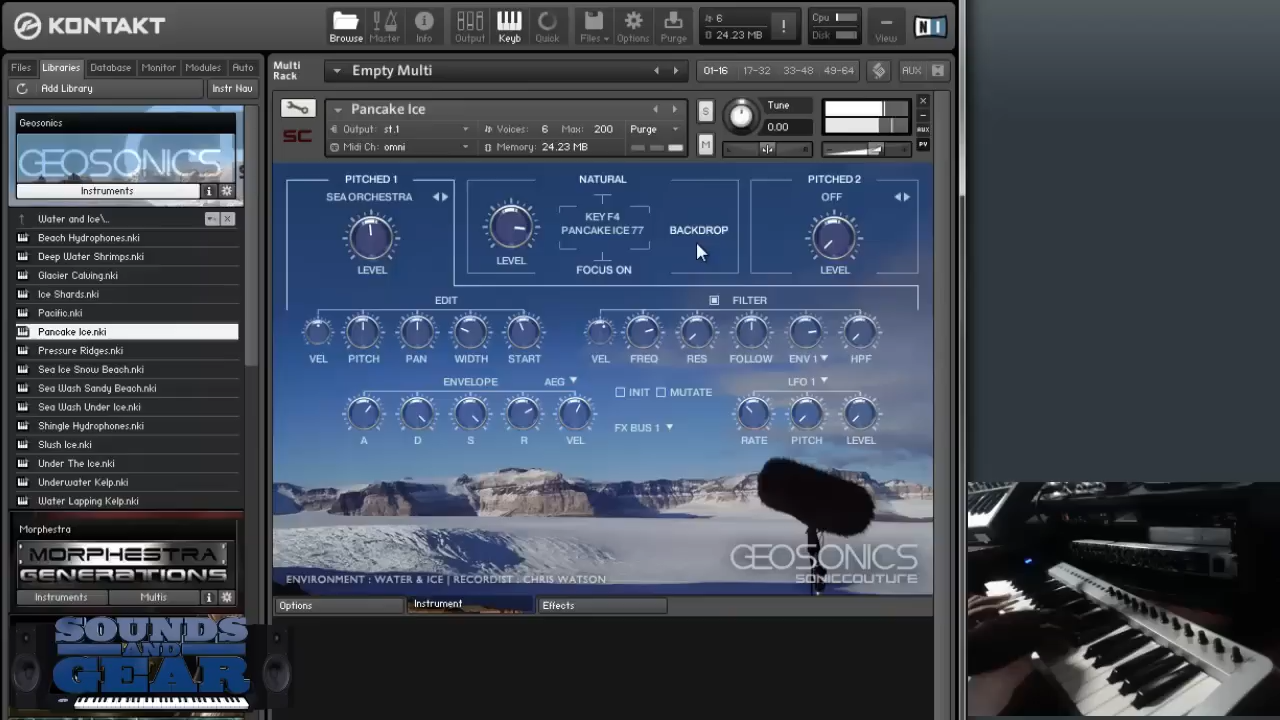 KONTAKT
Browse
Master
Info
Output
Keyb
Quick
Files
Options
Purge
6
24.23 MB
!
Cpu
Disk
View
NI
Files
Libraries
Database
Monitor
Modules
Auto
Add Library
Instr Nav
Geosonics
GEOSONICS
Instruments
i
Water and Ice\..
Beach Hydrophones.nki
Deep Water Shrimps.nki
Glacier Calving.nki
Ice Shards.nki
Pacific.nki
Pancake Ice.nki
Pressure Ridges.nki
Sea Ice Snow Beach.nki
Sea Wash Sandy Beach.nki
Sea Wash Under Ice.nki
Shingle Hydrophones.nki
Slush Ice.nki
Under The Ice.nki
Underwater Kelp.nki
Water Lapping Kelp.nki
Morphestra
MORPHESTRA
GENERATIONS
Instruments
Multis
i
SOUNDS
AND
GEAR
Multi
Rack
Empty Multi
01-16
17-32
33-48
49-64
AUX
Pancake Ice
SC
Output: st.1
Voices: 6 Max: 200
Purge
Midi Ch: omni
Memory: 24.23 MB
S
M
Tune
0.00
AUX
PV
PITCHED 1
SEA ORCHESTRA
LEVEL
NATURAL
KEY F4
PANCAKE ICE 77
LEVEL
FOCUS ON
BACKDROP
PITCHED 2
OFF
LEVEL
EDIT
VEL
PITCH
PAN
WIDTH
START
FILTER
VEL
FREQ
RES
FOLLOW
ENV 1
HPF
ENVELOPE
AEG
A
D
S
R
VEL
INIT
MUTATE
FX BUS 1
LFO 1
RATE
PITCH
LEVEL
GEOSONICS
SONICCOUTURE
ENVIRONMENT : WATER & ICE | RECORDIST : CHRIS WATSON
Options
Instrument
Effects